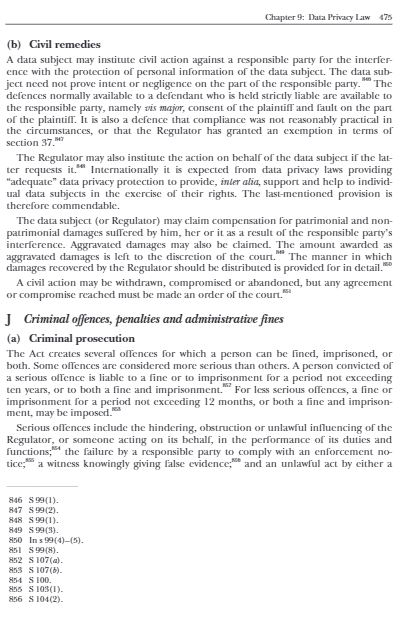 Chapter 9: Data Privacy Law 475
(b) Civil remedies
A data subject may institute civil action against a responsible party for the interfer-
ence with the protection of personal information of the data subject. The data sub-
ject need not prove intent or negligence on the part of the responsible party.846 The
defences normally available to a defendant who is held strictly liable are available to
the responsible party, namely vis major, consent of the plaintiff and fault on the part
of the plaintiff. It is also a defence that compliance was not reasonably practical in
the circumstances, or that the Regulator has granted an exemption in terms of
section 37.847
The Regulator may also institute the action on behalf of the data subject if the lat-
ter requests it.848 Internationally it is expected from data privacy laws providing
“adequate” data privacy protection to provide, inter alia, support and help to individ-
ual data subjects in the exercise of their rights. The last-mentioned provision is
therefore commendable.
The data subject (or Regulator) may claim compensation for patrimonial and non-
patrimonial damages suffered by him, her or it as a result of the responsible party’s
interference. Aggravated damages may also be claimed. The amount awarded as
aggravated damages is left to the discretion of the court.849 The manner in which
damages recovered by the Regulator should be distributed is provided for in detail.850
A civil action may be withdrawn, compromised or abandoned, but any agreement
or compromise reached must be made an order of the court.851
J Criminal offences, penalties and administrative fines
(a) Criminal prosecution
The Act creates several offences for which a person can be fined, imprisoned, or
both. Some offences are considered more serious than others. A person convicted of
a serious offence is liable to a fine or to imprisonment for a period not exceeding
ten years, or to both a fine and imprisonment.852 For less serious offences, a fine or
imprisonment for a period not exceeding 12 months, or both a fine and imprison-
ment, may be imposed.853
Serious offences include the hindering, obstruction or unlawful influencing of the
Regulator, or someone acting on its behalf, in the performance of its duties and
functions;854 the failure by a responsible party to comply with an enforcement no-
tice;855 a witness knowingly giving false evidence;856 and an unlawful act by either a
846 S 99(1).
847 S 99(2).
848 S 99(1).
849 S 99(3).
850 In s 99(4)–(5).
851 S 99(8).
852 S 107(a).
853 S 107(b).
854 S 100.
855 S 103(1).
856 S 104(2).